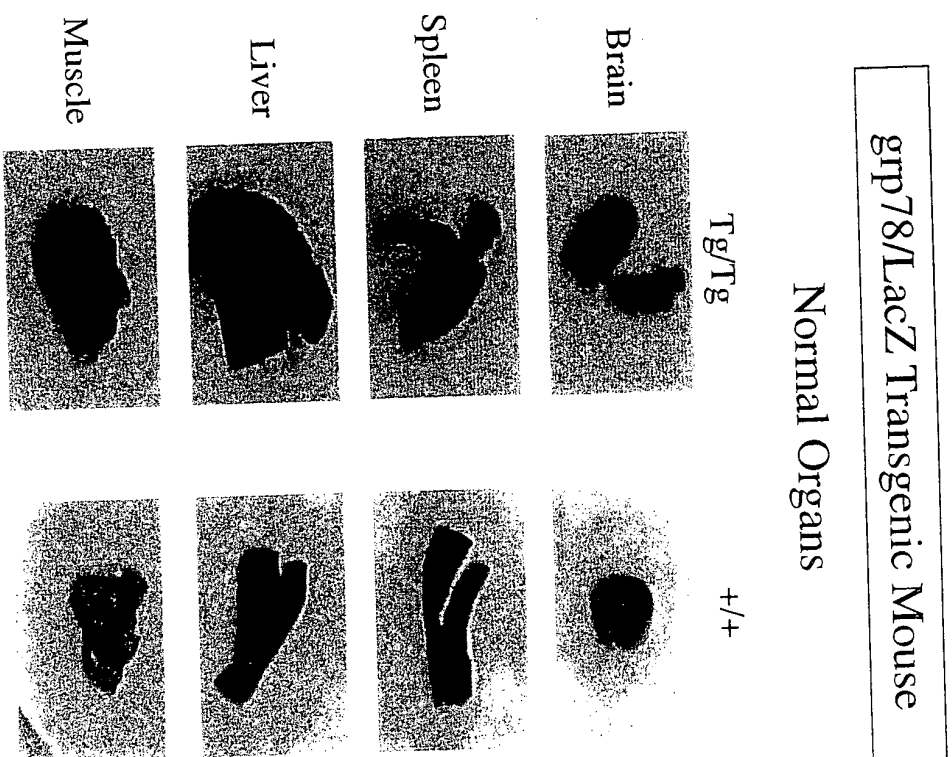 grp78/LacZ Transgenic Mouse
Normal Organs
Tg/Tg
+/+
Brain
Spleen
Liver
Muscle